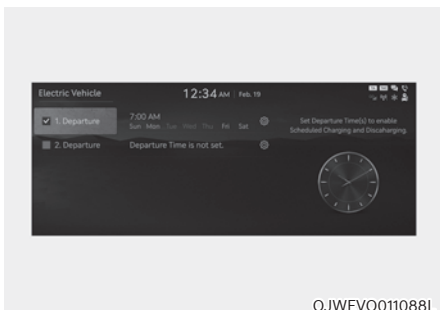 Electric Vehicle
12:34 AM Feb. 19
1. Departure
7:00 AM
Sun Mon Tue Wed Thu Fri Sat
Set Departure Time(s) to enable
Scheduled Charging and Discaharging.
2. Departure
Departure Time is not set.
OJWEVQ011088L